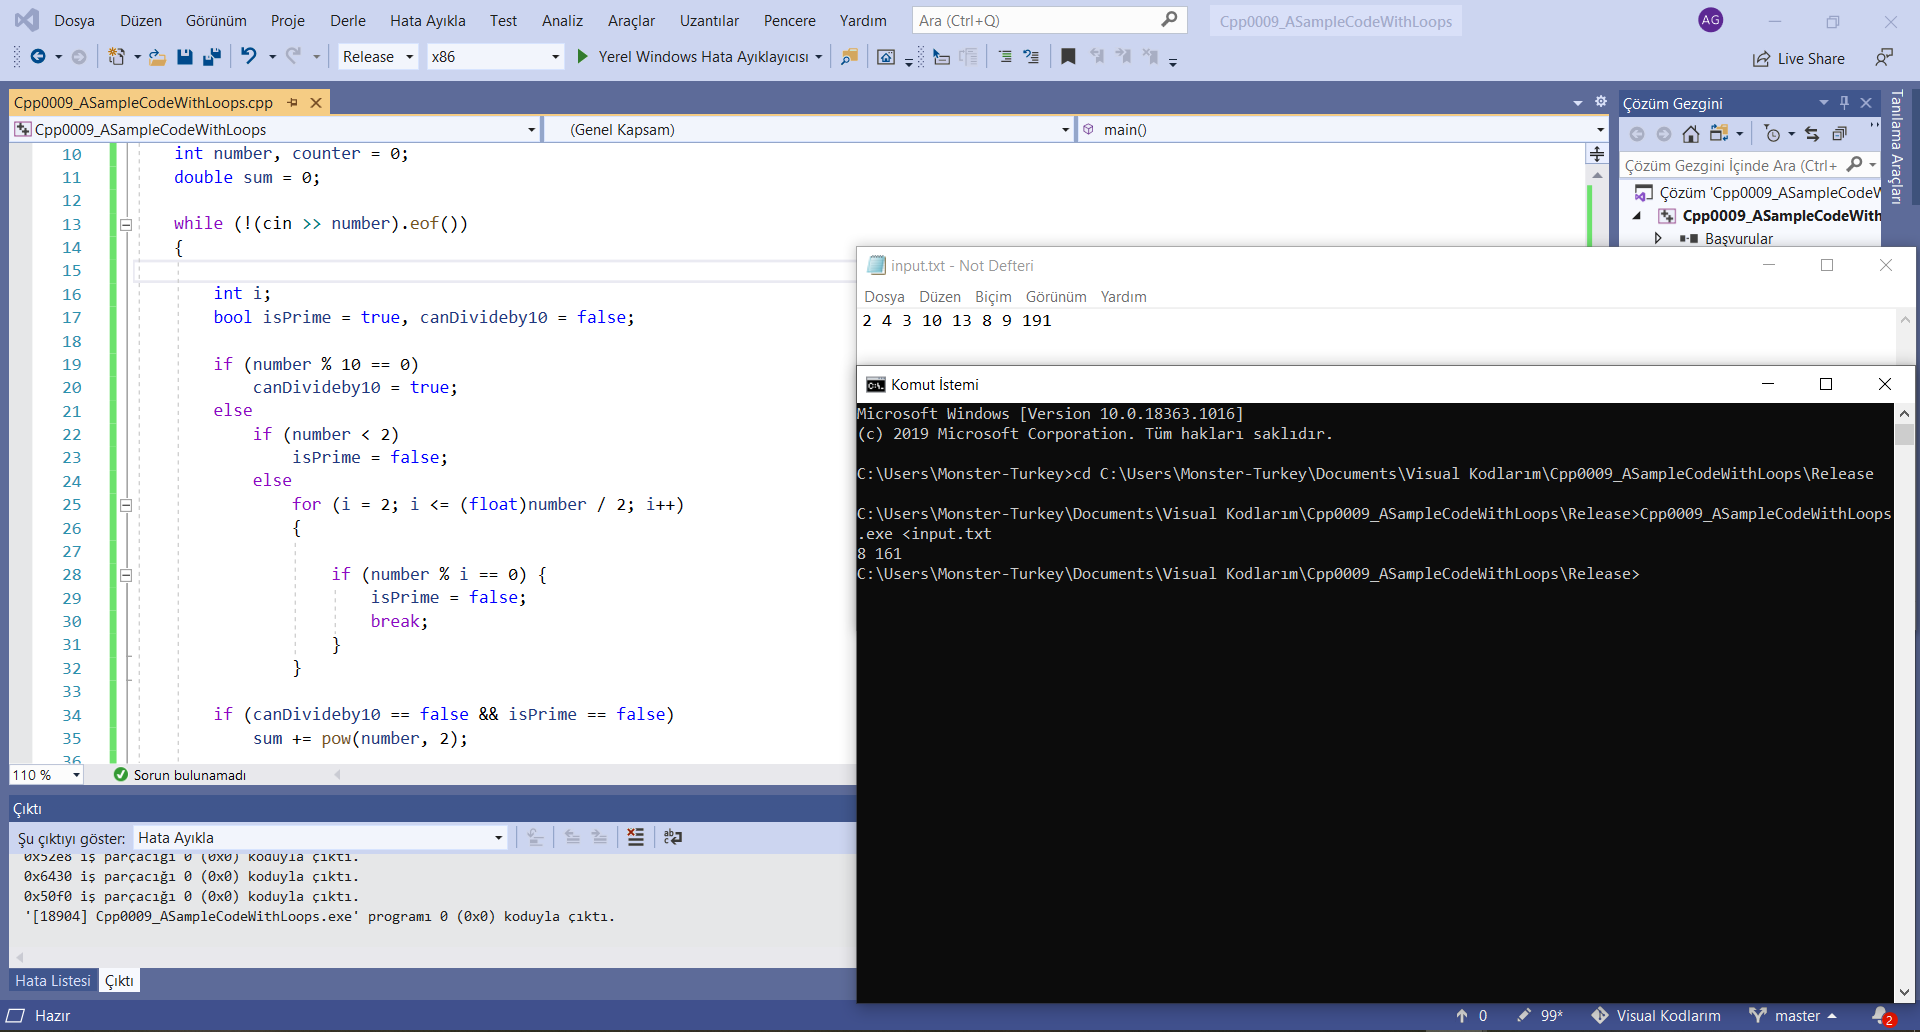 Dosya Düzen Görünüm Proje Derle Hata Ayıkla Test Analiz Araçlar Uzantılar Pencere Yardım Ara (Ctrl+Q) Cpp0009_ASampleCodeWithLoops AG
Release x86 Yerel Windows Hata Ayıklayıcısı Live Share
Cpp0009_ASampleCodeWithLoops.cpp
Cpp0009_ASampleCodeWithLoops (Genel Kapsam) main()
10 int number, counter = 0;
11 double sum = 0;
12
13 while (!(cin >> number).eof())
14 {
15
16 int i;
17 bool isPrime = true, canDivideby10 = false;
18
19 if (number % 10 == 0)
20 canDivideby10 = true;
21 else
22 if (number < 2)
23 isPrime = false;
24 else
25 for (i = 2; i <= (float)number / 2; i++)
26 {
27
28 if (number % i == 0) {
29 isPrime = false;
30 break;
31 }
32 }
33
34 if (canDivideby10 == false && isPrime == false)
35 sum += pow(number, 2);
36
110 % Sorun bulunamadı
Çıktı
Şu çıktıyı göster: Hata Ayıkla
0x52e8 iş parçacığı 0 (0x0) koduyla çıktı.
0x6430 iş parçacığı 0 (0x0) koduyla çıktı.
0x50f0 iş parçacığı 0 (0x0) koduyla çıktı.
'[18904] Cpp0009_ASampleCodeWithLoops.exe' programı 0 (0x0) koduyla çıktı.
Hata Listesi Çıktı
Çözüm Gezgini
Çözüm Gezgini İçinde Ara (Ctrl+
Çözüm 'Cpp0009_ASampleCodeW
Cpp0009_ASampleCodeWith
Başvurular
Tanılama Araçları
input.txt - Not Defteri
Dosya Düzen Biçim Görünüm Yardım
2 4 3 10 13 8 9 191
Komut İstemi
Microsoft Windows [Version 10.0.18363.1016]
(c) 2019 Microsoft Corporation. Tüm hakları saklıdır.
C:\Users\Monster-Turkey>cd C:\Users\Monster-Turkey\Documents\Visual Kodlarım\Cpp0009_ASampleCodeWithLoops\Release
C:\Users\Monster-Turkey\Documents\Visual Kodlarım\Cpp0009_ASampleCodeWithLoops\Release>Cpp0009_ASampleCodeWithLoops
.exe <input.txt
8 161
C:\Users\Monster-Turkey\Documents\Visual Kodlarım\Cpp0009_ASampleCodeWithLoops\Release>
Hazır 0 99* Visual Kodlarım master 2